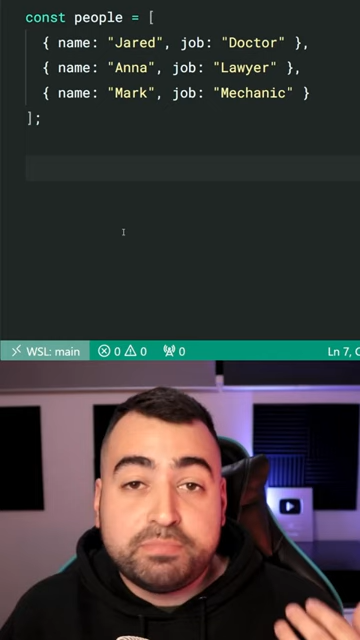 const people = [
{ name: "Jared", job: "Doctor" },
{ name: "Anna", job: "Lawyer" },
{ name: "Mark", job: "Mechanic" }
];
WSL: main 0 0 0 Ln 7, C